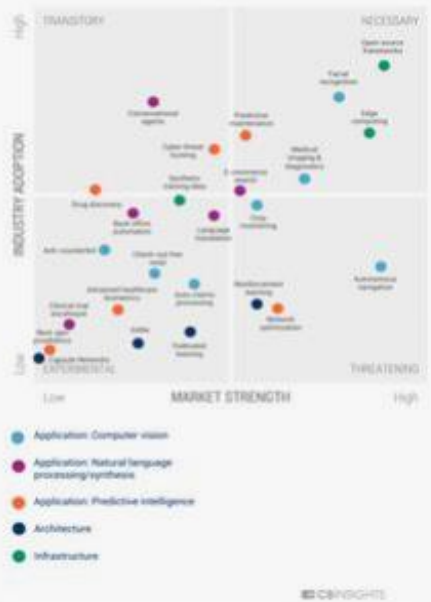 High
TRANSITORY
NECESSARY
Open source
frameworks
Facial
recognition
Conversational
agents
Edge
computing
Predictive
maintenance
Cyber threat
hunting
Medical
imaging &
diagnostics
Synthetic
training data
E-commerce
search
Drug discovery
Back office
automation
Language
translation
Crop
monitoring
INDUSTRY ADOPTION
Anti-counterfeit
Check-out free
retail
Auto claims
processing
Autonomous
navigation
Advanced healthcare
biometrics
Reinforcement
learning
Network
optimization
Clinical trial
enrollment
GANs
Federated
learning
Next-gen
prosthetics
Capsule Networks
Low
EXPERIMENTAL
THREATENING
Low
MARKET STRENGTH
High
Application: Computer vision
Application: Natural language
processing/synthesis
Application: Predictive intelligence
Architecture
Infrastructure
CBINSIGHTS